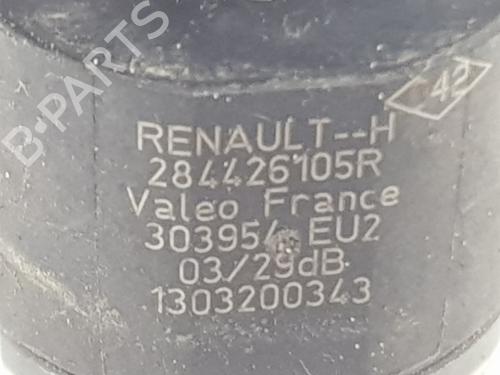 B-PARTS
42
RENAULT--H
284426105R
Valeo France
303954 EU2
03/29dB
1303200343